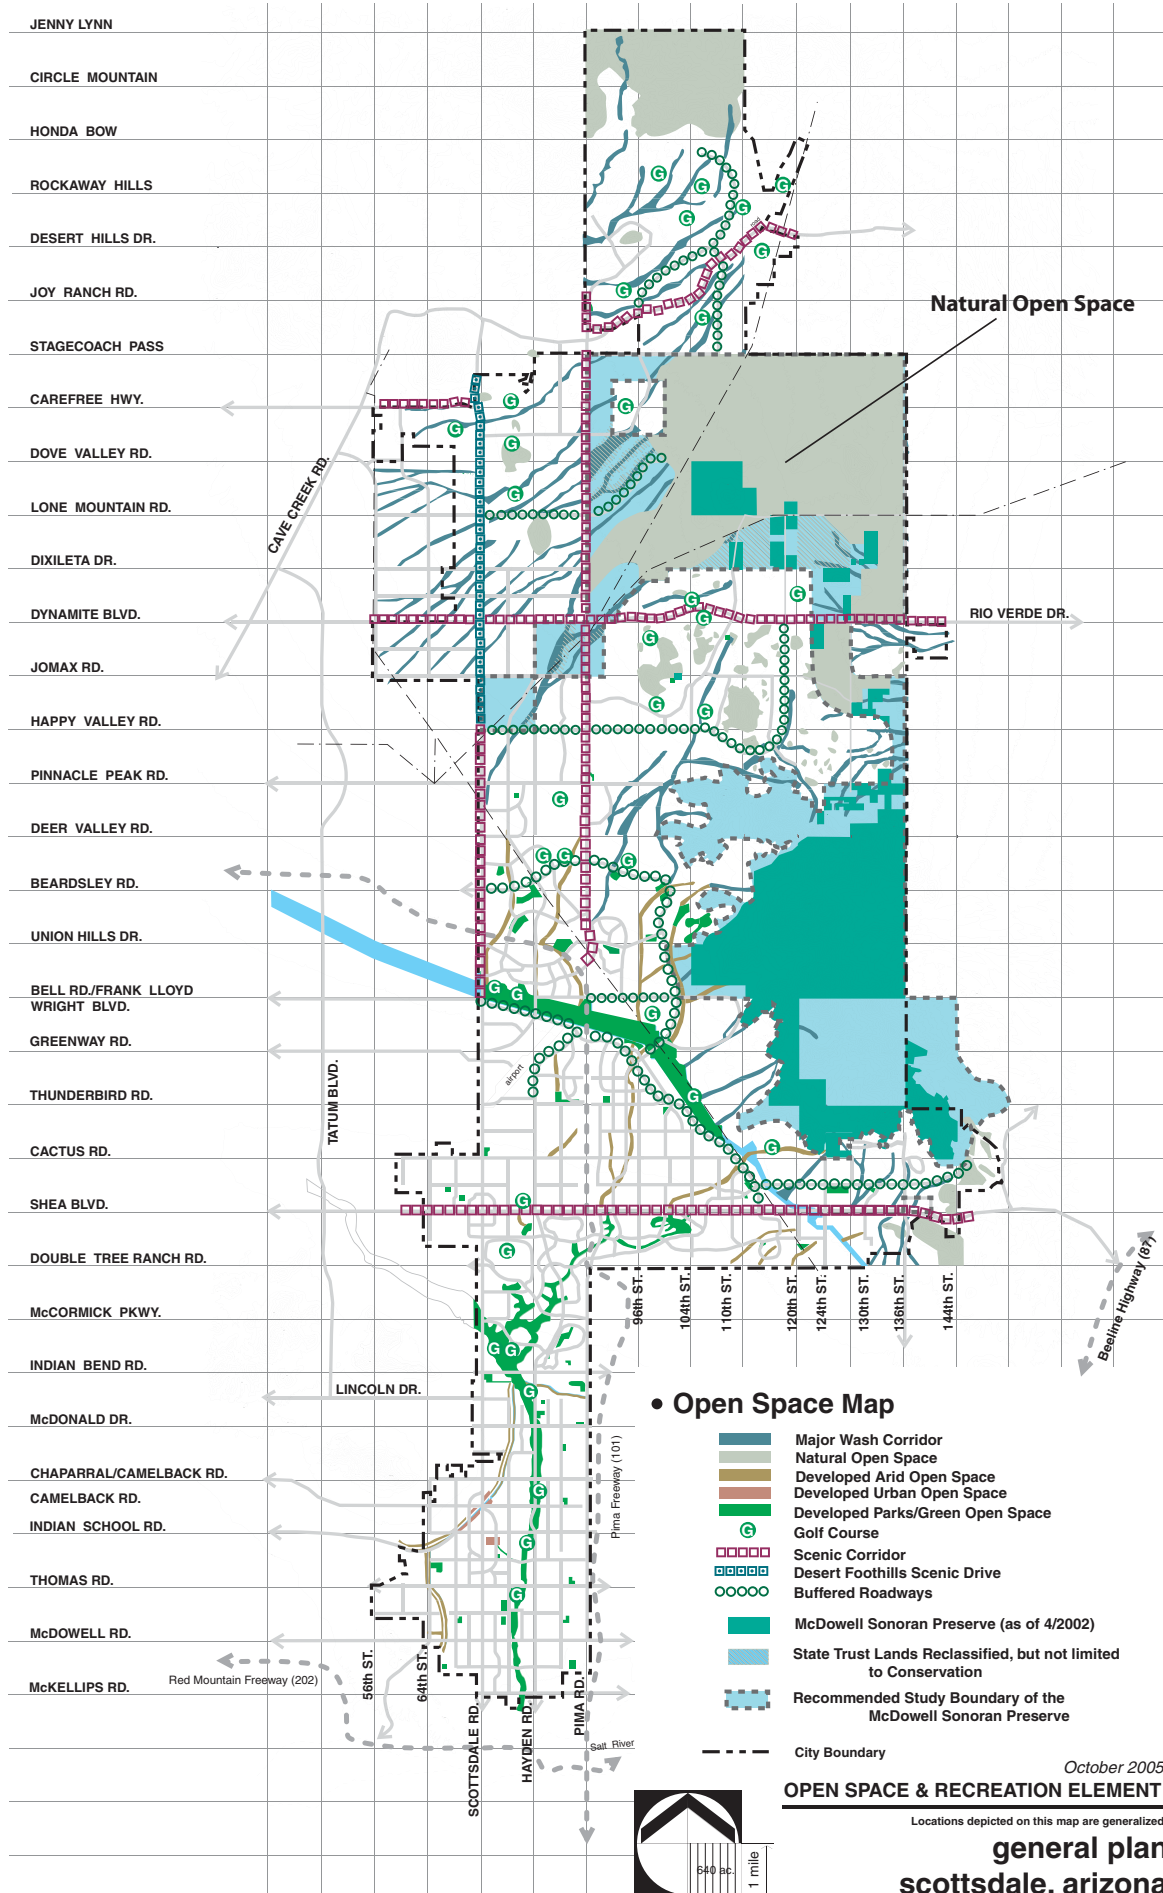 JENNY LYNN
CIRCLE MOUNTAIN
HONDA BOW
ROCKAWAY HILLS
DESERT HILLS DR.
JOY RANCH RD.
Natural Open Space
STAGECOACH PASS
CAREFREE HWY.
DOVE VALLEY RD.
CAVE CREEK RD.
LONE MOUNTAIN RD.
DIXILETA DR.
DYNAMITE BLVD.
RIO VERDE DR.
JOMAX RD.
HAPPY VALLEY RD.
PINNACLE PEAK RD.
DEER VALLEY RD.
BEARDSLEY RD.
UNION HILLS DR.
BELL RD./FRANK LLOYD
WRIGHT BLVD.
GREENWAY RD.
airport
TATUM BLVD.
THUNDERBIRD RD.
CACTUS RD.
SHEA BLVD.
DOUBLE TREE RANCH RD.
96th ST.
104th ST.
110th ST.
120th ST.
124th ST.
130th ST.
136th ST.
144th ST.
Beeline Highway (87)
McCORMICK PKWY.
INDIAN BEND RD.
LINCOLN DR.
McDONALD DR.
CHAPARRAL/CAMELBACK RD.
CAMELBACK RD.
INDIAN SCHOOL RD.
Pima Freeway (101)
THOMAS RD.
McDOWELL RD.
Red Mountain Freeway (202)
McKELLIPS RD.
56th ST.
64th ST.
SCOTTSDALE RD.
HAYDEN RD.
PIMA RD.
Salt River
• Open Space Map
Major Wash Corridor
Natural Open Space
Developed Arid Open Space
Developed Urban Open Space
Developed Parks/Green Open Space
G Golf Course
Scenic Corridor
Desert Foothills Scenic Drive
Buffered Roadways
McDowell Sonoran Preserve (as of 4/2002)
State Trust Lands Reclassified, but not limited
to Conservation
Recommended Study Boundary of the
McDowell Sonoran Preserve
City Boundary
October 2005
OPEN SPACE & RECREATION ELEMENT
Locations depicted on this map are generalized
general plan
scottsdale, arizona
640 ac.
1 mile